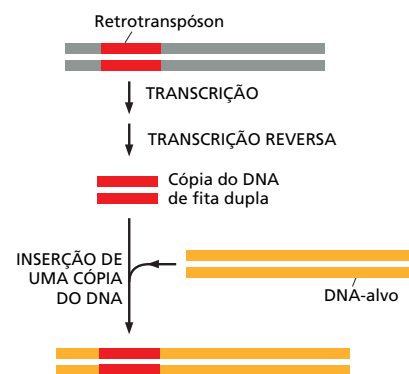 Retrotranspóson
TRANSCRIÇÃO
TRANSCRIÇÃO REVERSA
Cópia do DNA
de fita dupla
INSERÇÃO DE
UMA CÓPIA
DO DNA
DNA-alvo